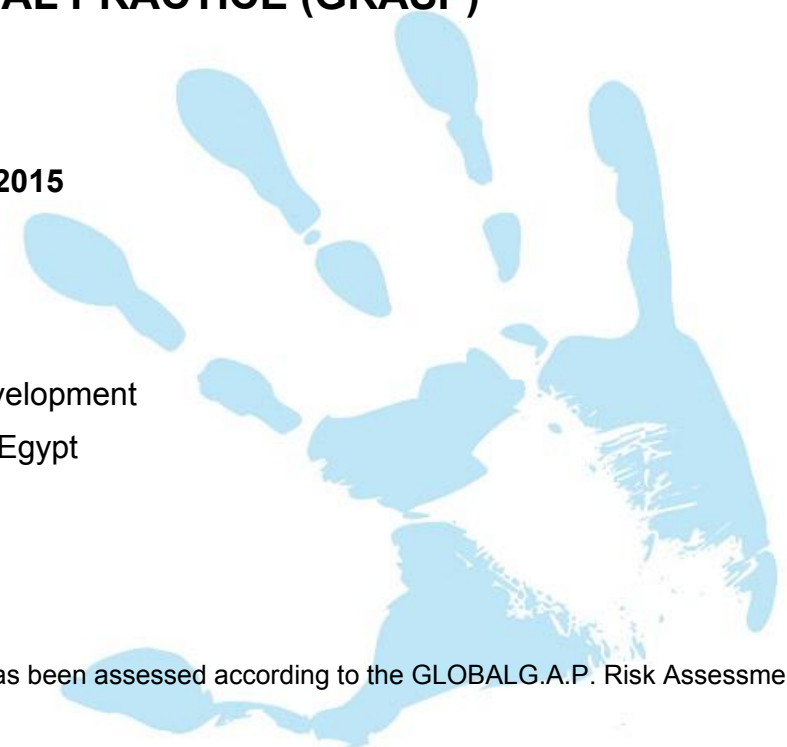 AL PRACTICE (GRASP)
2015
velopment
Egypt
as been assessed according to the GLOBALG.A.P. Risk Assessme